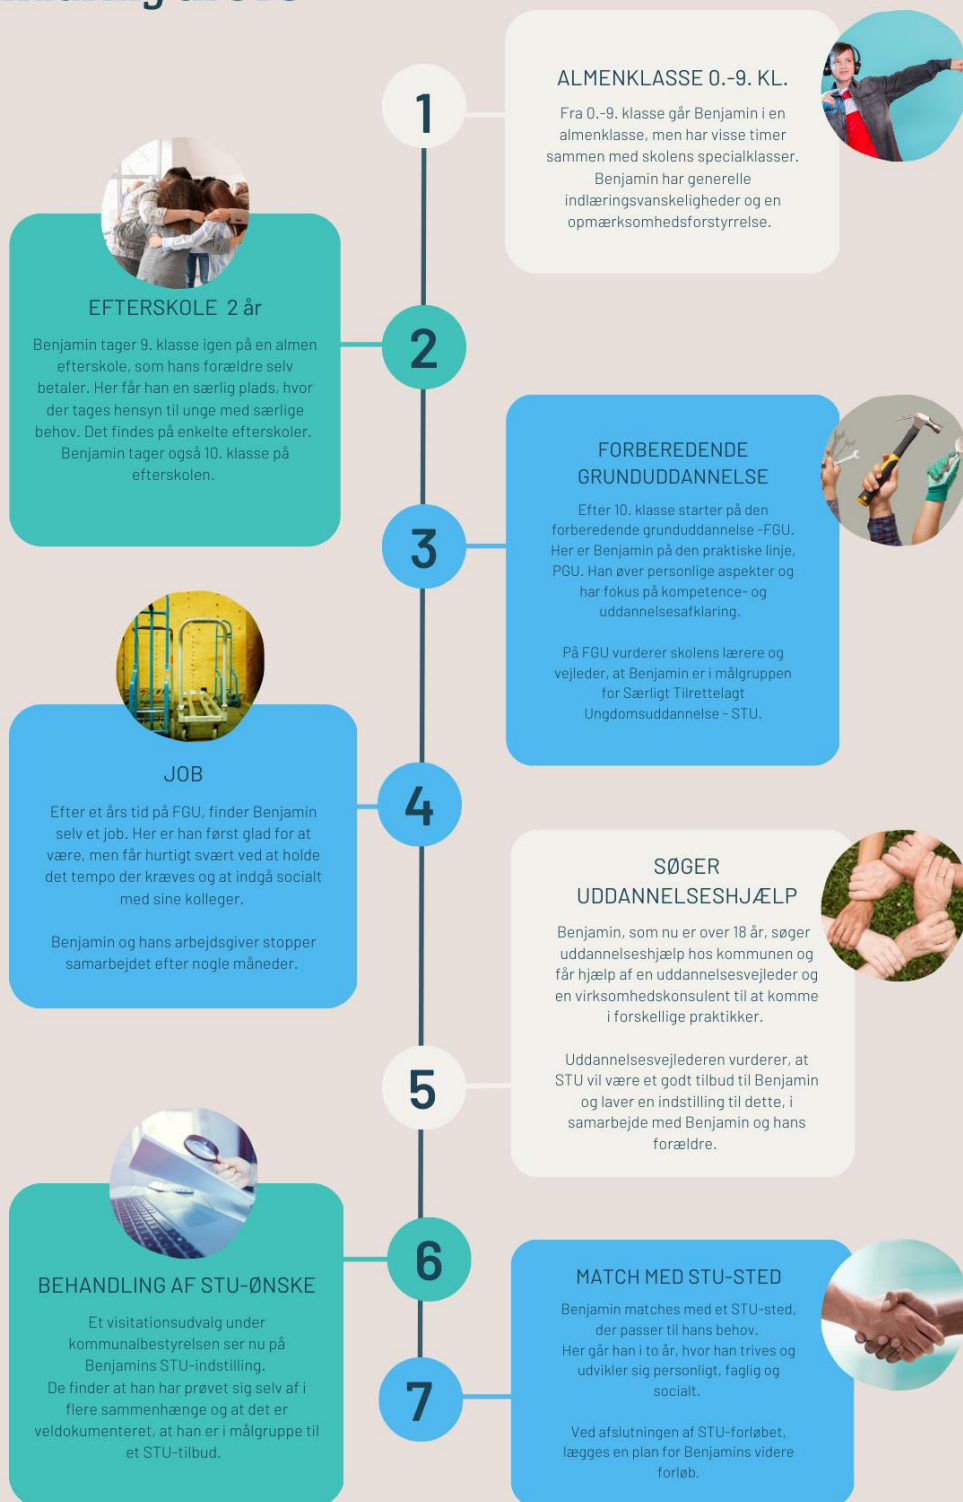 1
ALMENKLASSE 0.-9. KL.
Fra 0.-9. klasse går Benjamin i en
almenklasse, men har visse timer
sammen med skolens specialklasser.
Benjamin har generelle
indlæringsvanskeligheder og en
opmærksomhedsforstyrrelse.
2
EFTERSKOLE 2 år
Benjamin tager 9. klasse igen på en almen
efterskole, som hans forældre selv
betaler. Her får han en særlig plads, hvor
der tages hensyn til unge med særlige
behov. Det findes på enkelte efterskoler.
Benjamin tager også 10. klasse på
efterskolen.
3
FORBEREDENDE
GRUNDUDDANNELSE
Efter 10. klasse starter på den
forberedende grunduddannelse -FGU.
Her er Benjamin på den praktiske linje,
PGU. Han øver personlige aspekter og
har fokus på kompetence- og
uddannelsesafklaring.
På FGU vurderer skolens lærere og
vejleder, at Benjamin er i målgruppen
for Særligt Tilrettelagt
Ungdomsuddannelse - STU.
4
JOB
Efter et års tid på FGU, finder Benjamin
selv et job. Her er han først glad for at
være, men får hurtigt svært ved at holde
det tempo der kræves og at indgå socialt
med sine kolleger.
Benjamin og hans arbejdsgiver stopper
samarbejdet efter nogle måneder.
5
SØGER
UDDANNELSESHJÆLP
Benjamin, som nu er over 18 år, søger
uddannelseshjælp hos kommunen og
får hjælp af en uddannelsesvejleder og
en virksomhedskonsulent til at komme
i forskellige praktikker.
Uddannelsesvejlederen vurderer, at
STU vil være et godt tilbud til Benjamin
og laver en indstilling til dette, i
samarbejde med Benjamin og hans
forældre.
6
BEHANDLING AF STU-ØNSKE
Et visitationsudvalg under
kommunalbestyrelsen ser nu på
Benjamins STU-indstilling.
De finder at han har prøvet sig selv af i
flere sammenhænge og at det er
veldokumenteret, at han er i målgruppe til
et STU-tilbud.
7
MATCH MED STU-STED
Benjamin matches med et STU-sted,
der passer til hans behov.
Her går han i to år, hvor han trives og
udvikler sig personligt, faglig og
socialt.
Ved afslutningen af STU-forløbet,
lægges en plan for Benjamins videre
forløb.